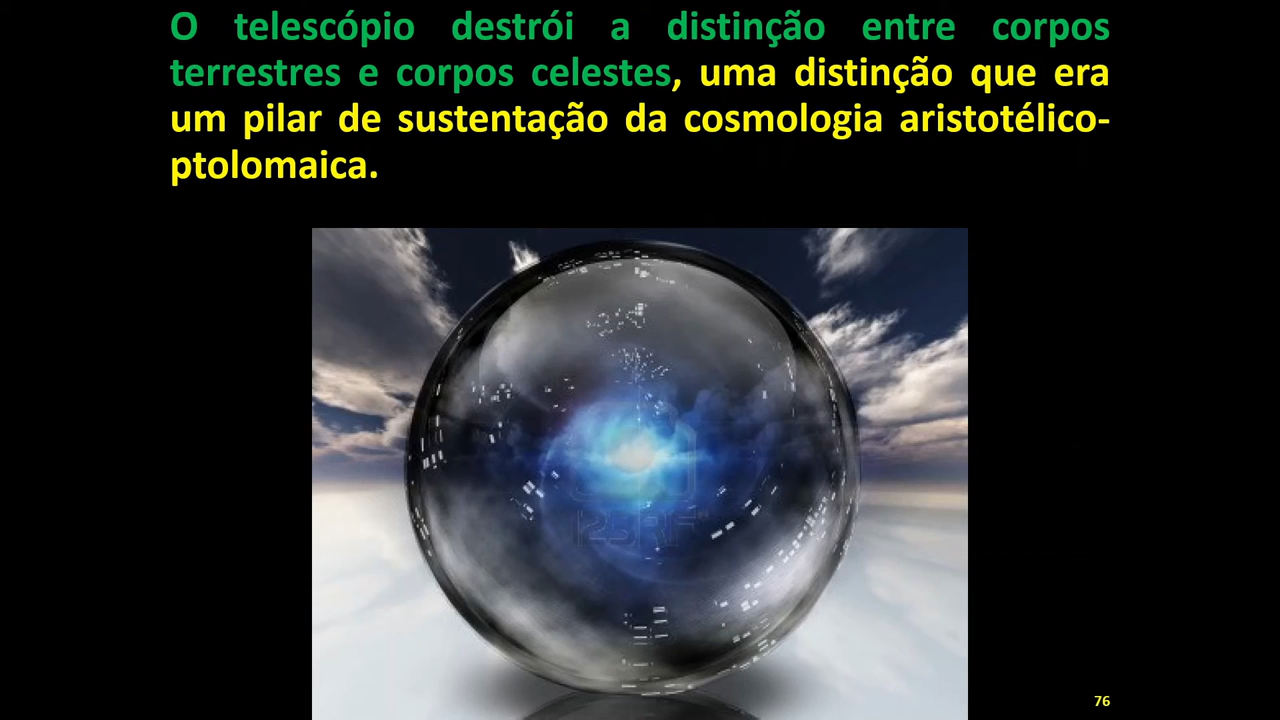 O telescópio destrói a distinção entre corpos
terrestres e corpos celestes, uma distinção que era
um pilar de sustentação da cosmologia aristotélico-
ptolomaica.
123RF
76